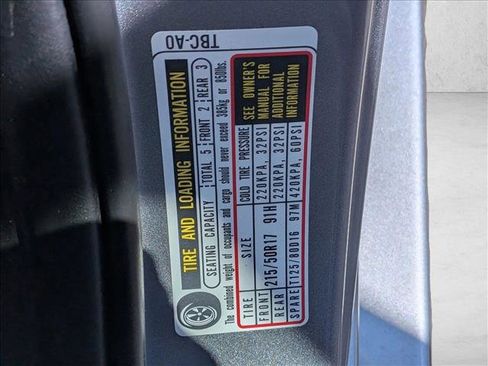 TIRE AND LOADING INFORMATION
SEATING CAPACITY TOTAL 5 FRONT 2 REAR 3
The combined weight of occupants and cargo should never exceed 385kg or 850lbs.
TIRE SIZE COLD TIRE PRESSURE
FRONT 215/50R17 91H 220KPA, 32PSI
REAR 220KPA, 32PSI
SPARE T125/80D16 97M 420KPA, 60PSI
SEE OWNER'S
MANUAL FOR
ADDITIONAL
INFORMATION
TBC-A0